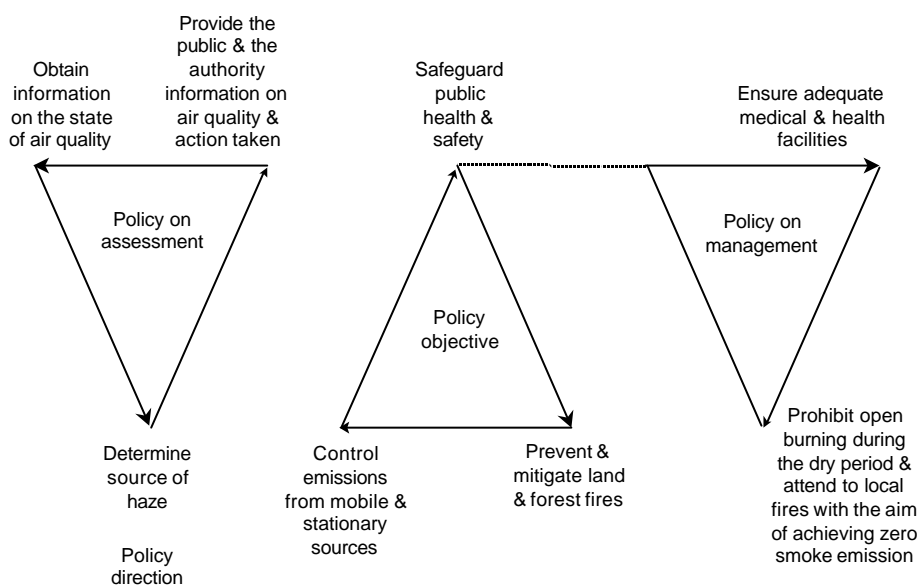 Provide the
public & the
authority
information on
air quality &
action taken
Obtain
information
on the state
of air quality
Safeguard
public
health &
safety
Ensure adequate
medical & health
facilities
Policy on
assessment
Policy
objective
Policy on
management
Determine
source of
haze
Control
emissions
from mobile &
stationary
sources
Prevent &
mitigate land
& forest fires
Prohibit open
burning during
the dry period &
attend to local
fires with the aim
of achieving zero
smoke emission
Policy
direction